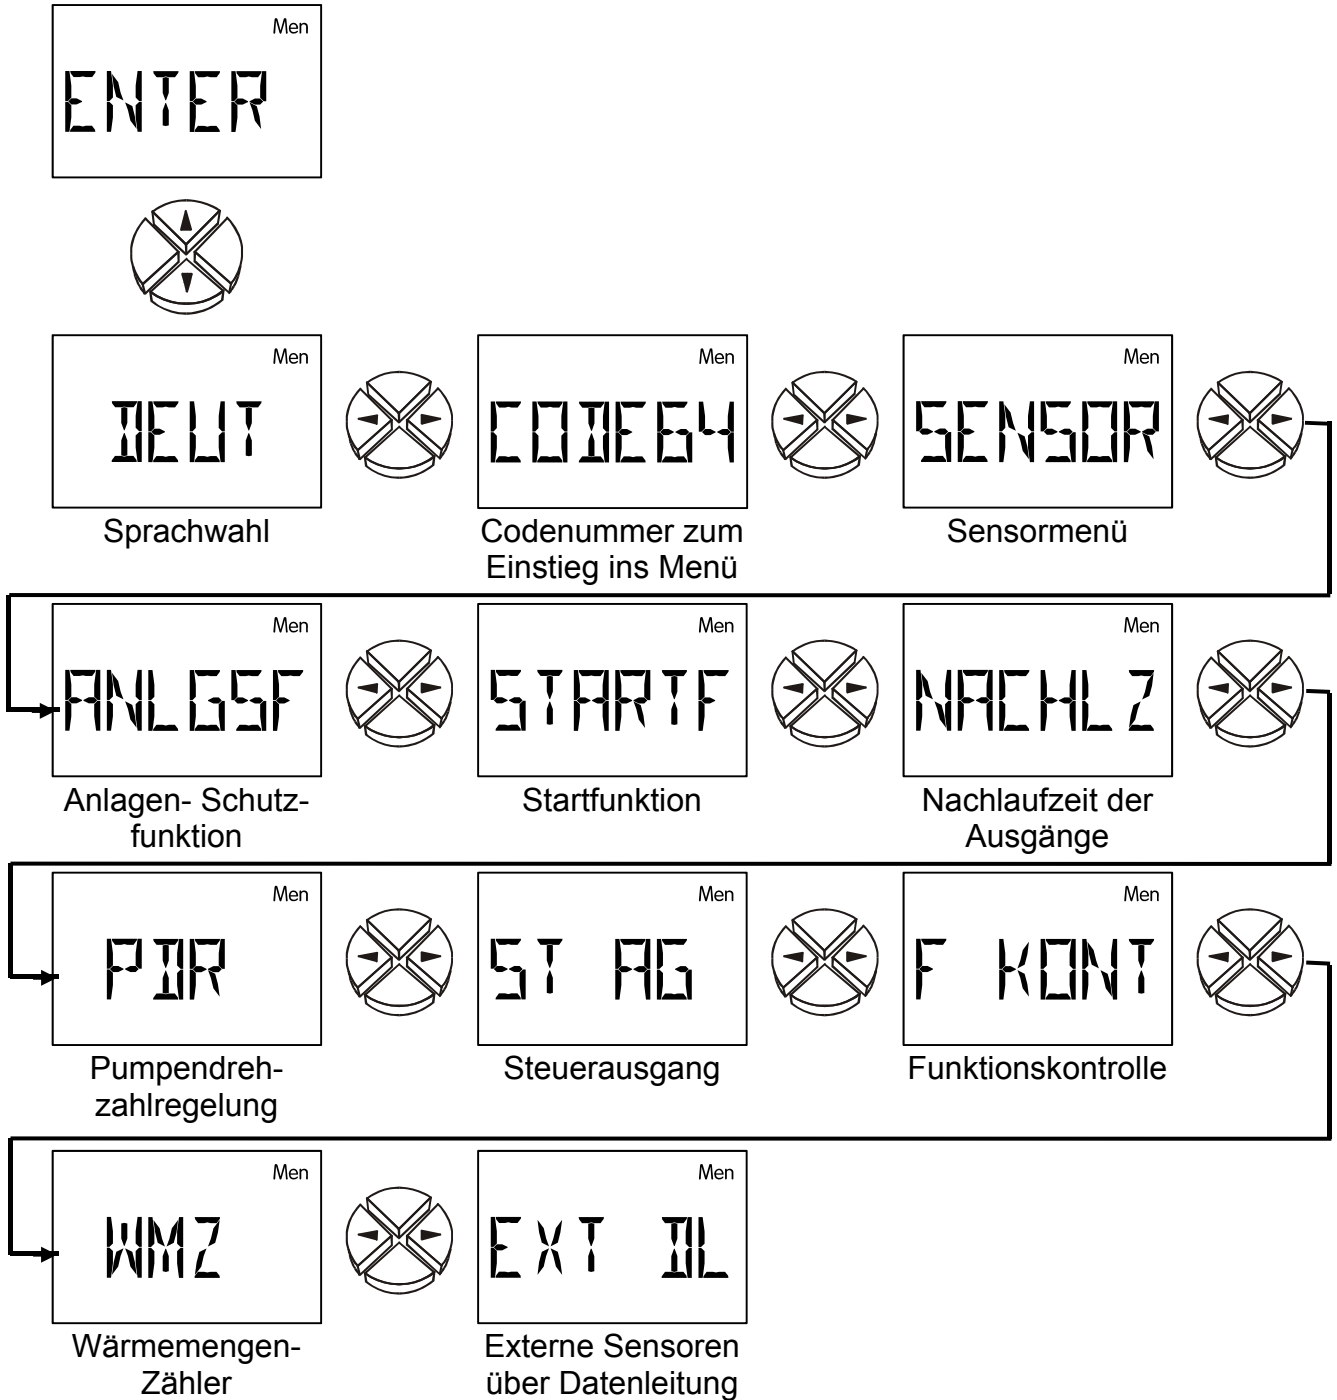 Men
ENTER
Men
DEUT
Men
CODE64
Men
SENSOR
Sprachwahl
Codenummer zum
Einstieg ins Menü
Sensormenü
Men
ANLGSF
Men
STARTF
Men
NACHLZ
Anlagen- Schutz-
funktion
Startfunktion
Nachlaufzeit der
Ausgänge
Men
PDR
Men
ST AG
Men
F KONT
Pumpendreh-
zahlregelung
Steuerausgang
Funktionskontrolle
Men
WMZ
Men
EXT DL
Wärmemengen-
Zähler
Externe Sensoren
über Datenleitung